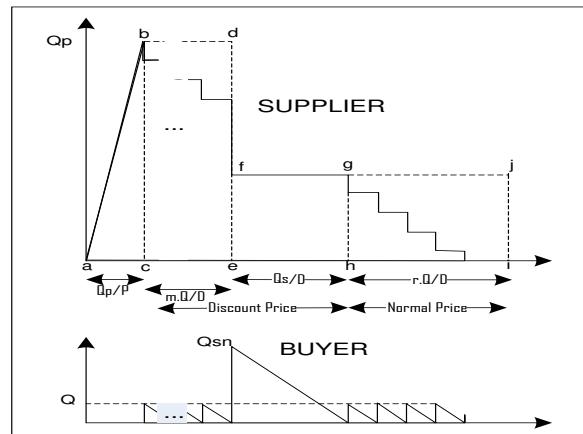 Qp
b
d
SUPPLIER
...
f
g
j
a
c
e
h
i
Qp/P
m.Q/D
Qs/D
r.Q/D
Discount Price
Normal Price
Qsn
BUYER
Q
...